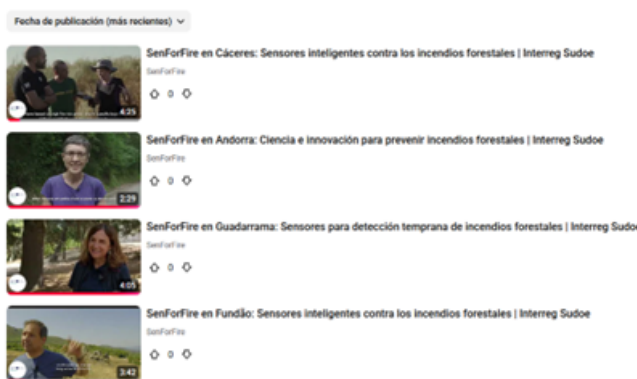 Fecha de publicación (más recientes)
SenForFire en Cáceres: Sensores inteligentes contra los incendios forestales | Interreg Sudoe
SenForFire
0
4:35
SenForFire en Andorra: Ciencia e innovación para prevenir incendios forestales | Interreg Sudoe
SenForFire
0
2:29
SenForFire en Guadarrama: Sensores para detección temprana de incendios forestales | Interreg Sudoe
SenForFire
0
4:05
SenForFire en Fundão: Sensores inteligentes contra los incendios forestales | Interreg Sudoe
SenForFire
0
3:42